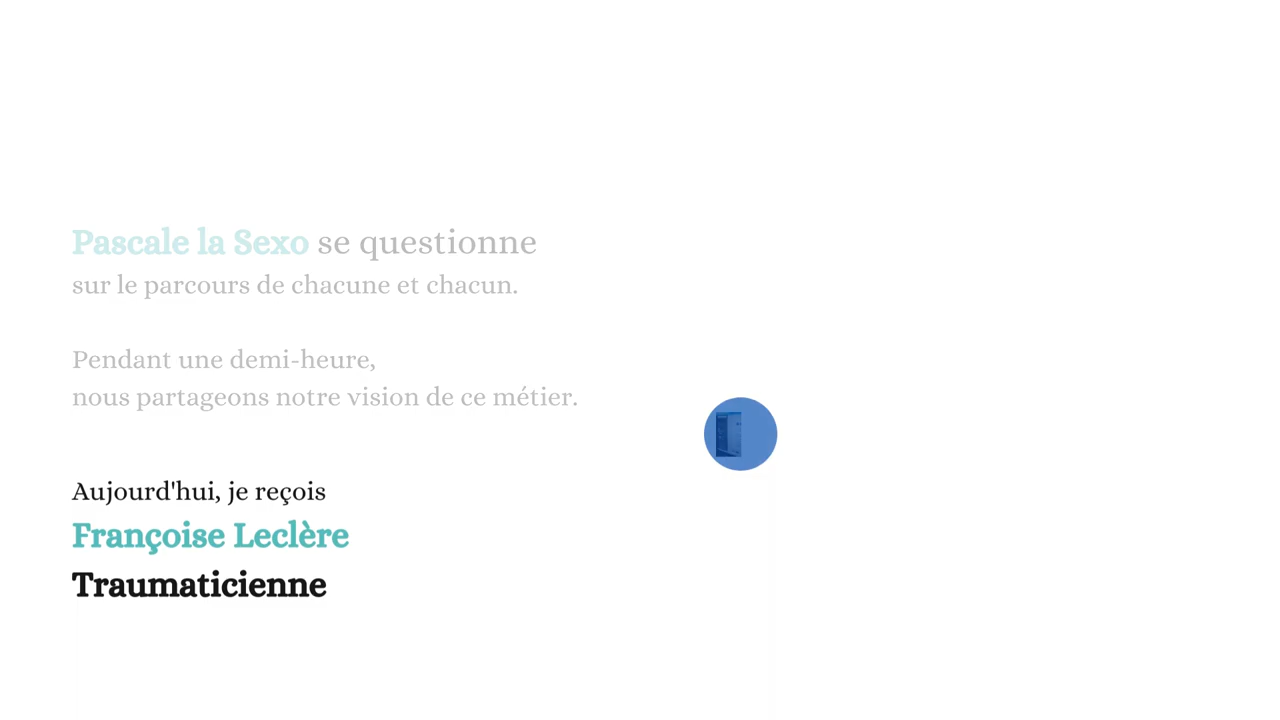 Pascale la Sexo se questionne
sur le parcours de chacune et chacun.
Pendant une demi-heure,
nous partageons notre vision de ce métier.
Aujourd'hui, je reçois
Françoise Leclère
Traumaticienne